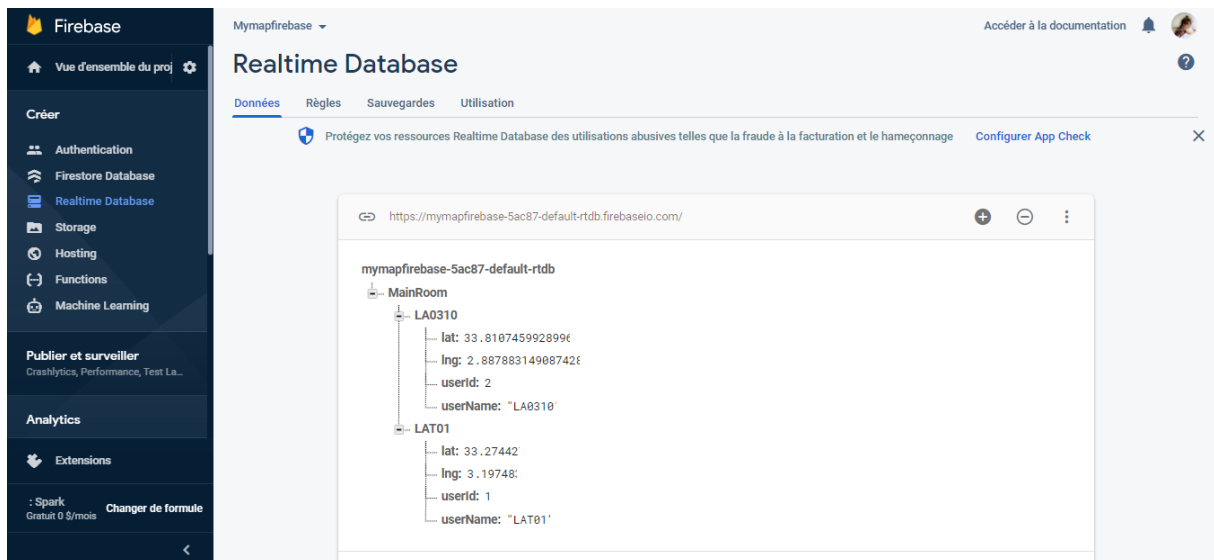 Firebase
Vue d'ensemble du proj
Créer
Authentication
Firestore Database
Realtime Database
Storage
Hosting
Functions
Machine Learning
Publier et surveiller
Crashlytics, Performance, Test La...
Analytics
Extensions
: Spark
Gratuit 0 $/mois
Changer de formule
Mymapfirebase
Accéder à la documentation
Realtime Database
Données Règles Sauvegardes Utilisation
Protégez vos ressources Realtime Database des utilisations abusives telles que la fraude à la facturation et le hameçonnage Configurer App Check
https://mymapfirebase-5ac87-default-rtdb.firebaseio.com/
mymapfirebase-5ac87-default-rtdb
MainRoom
LA0310
lat: 33.8107459928996
lng: 2.887883149087428
userId: 2
userName: "LA0310"
LAT01
lat: 33.27442
lng: 3.19748
userId: 1
userName: "LAT01"